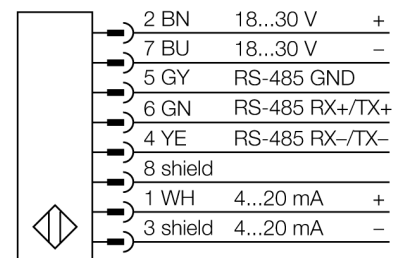 2 BN 18...30 V +
7 BU 18...30 V –
5 GY RS-485 GND
6 GN RS-485 RX+/TX+
4 YE RS-485 RX–/TX–
8 shield
1 WH 4...20 mA +
3 shield 4...20 mA –